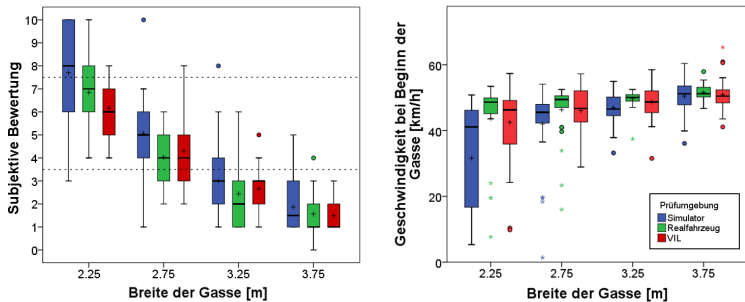 Subjektive Bewertung
10
9
8
7
6
5
4
3
2
1
0
2.25
2.75
3.25
3.75
Breite der Gasse [m]
Geschwindigkeit bei Beginn der
Gasse [km/h]
60
40
20
0
2.25
2.75
3.25
3.75
Breite der Gasse [m]
Prüfumgebung
Simulator
Realfahrzeug
VIL